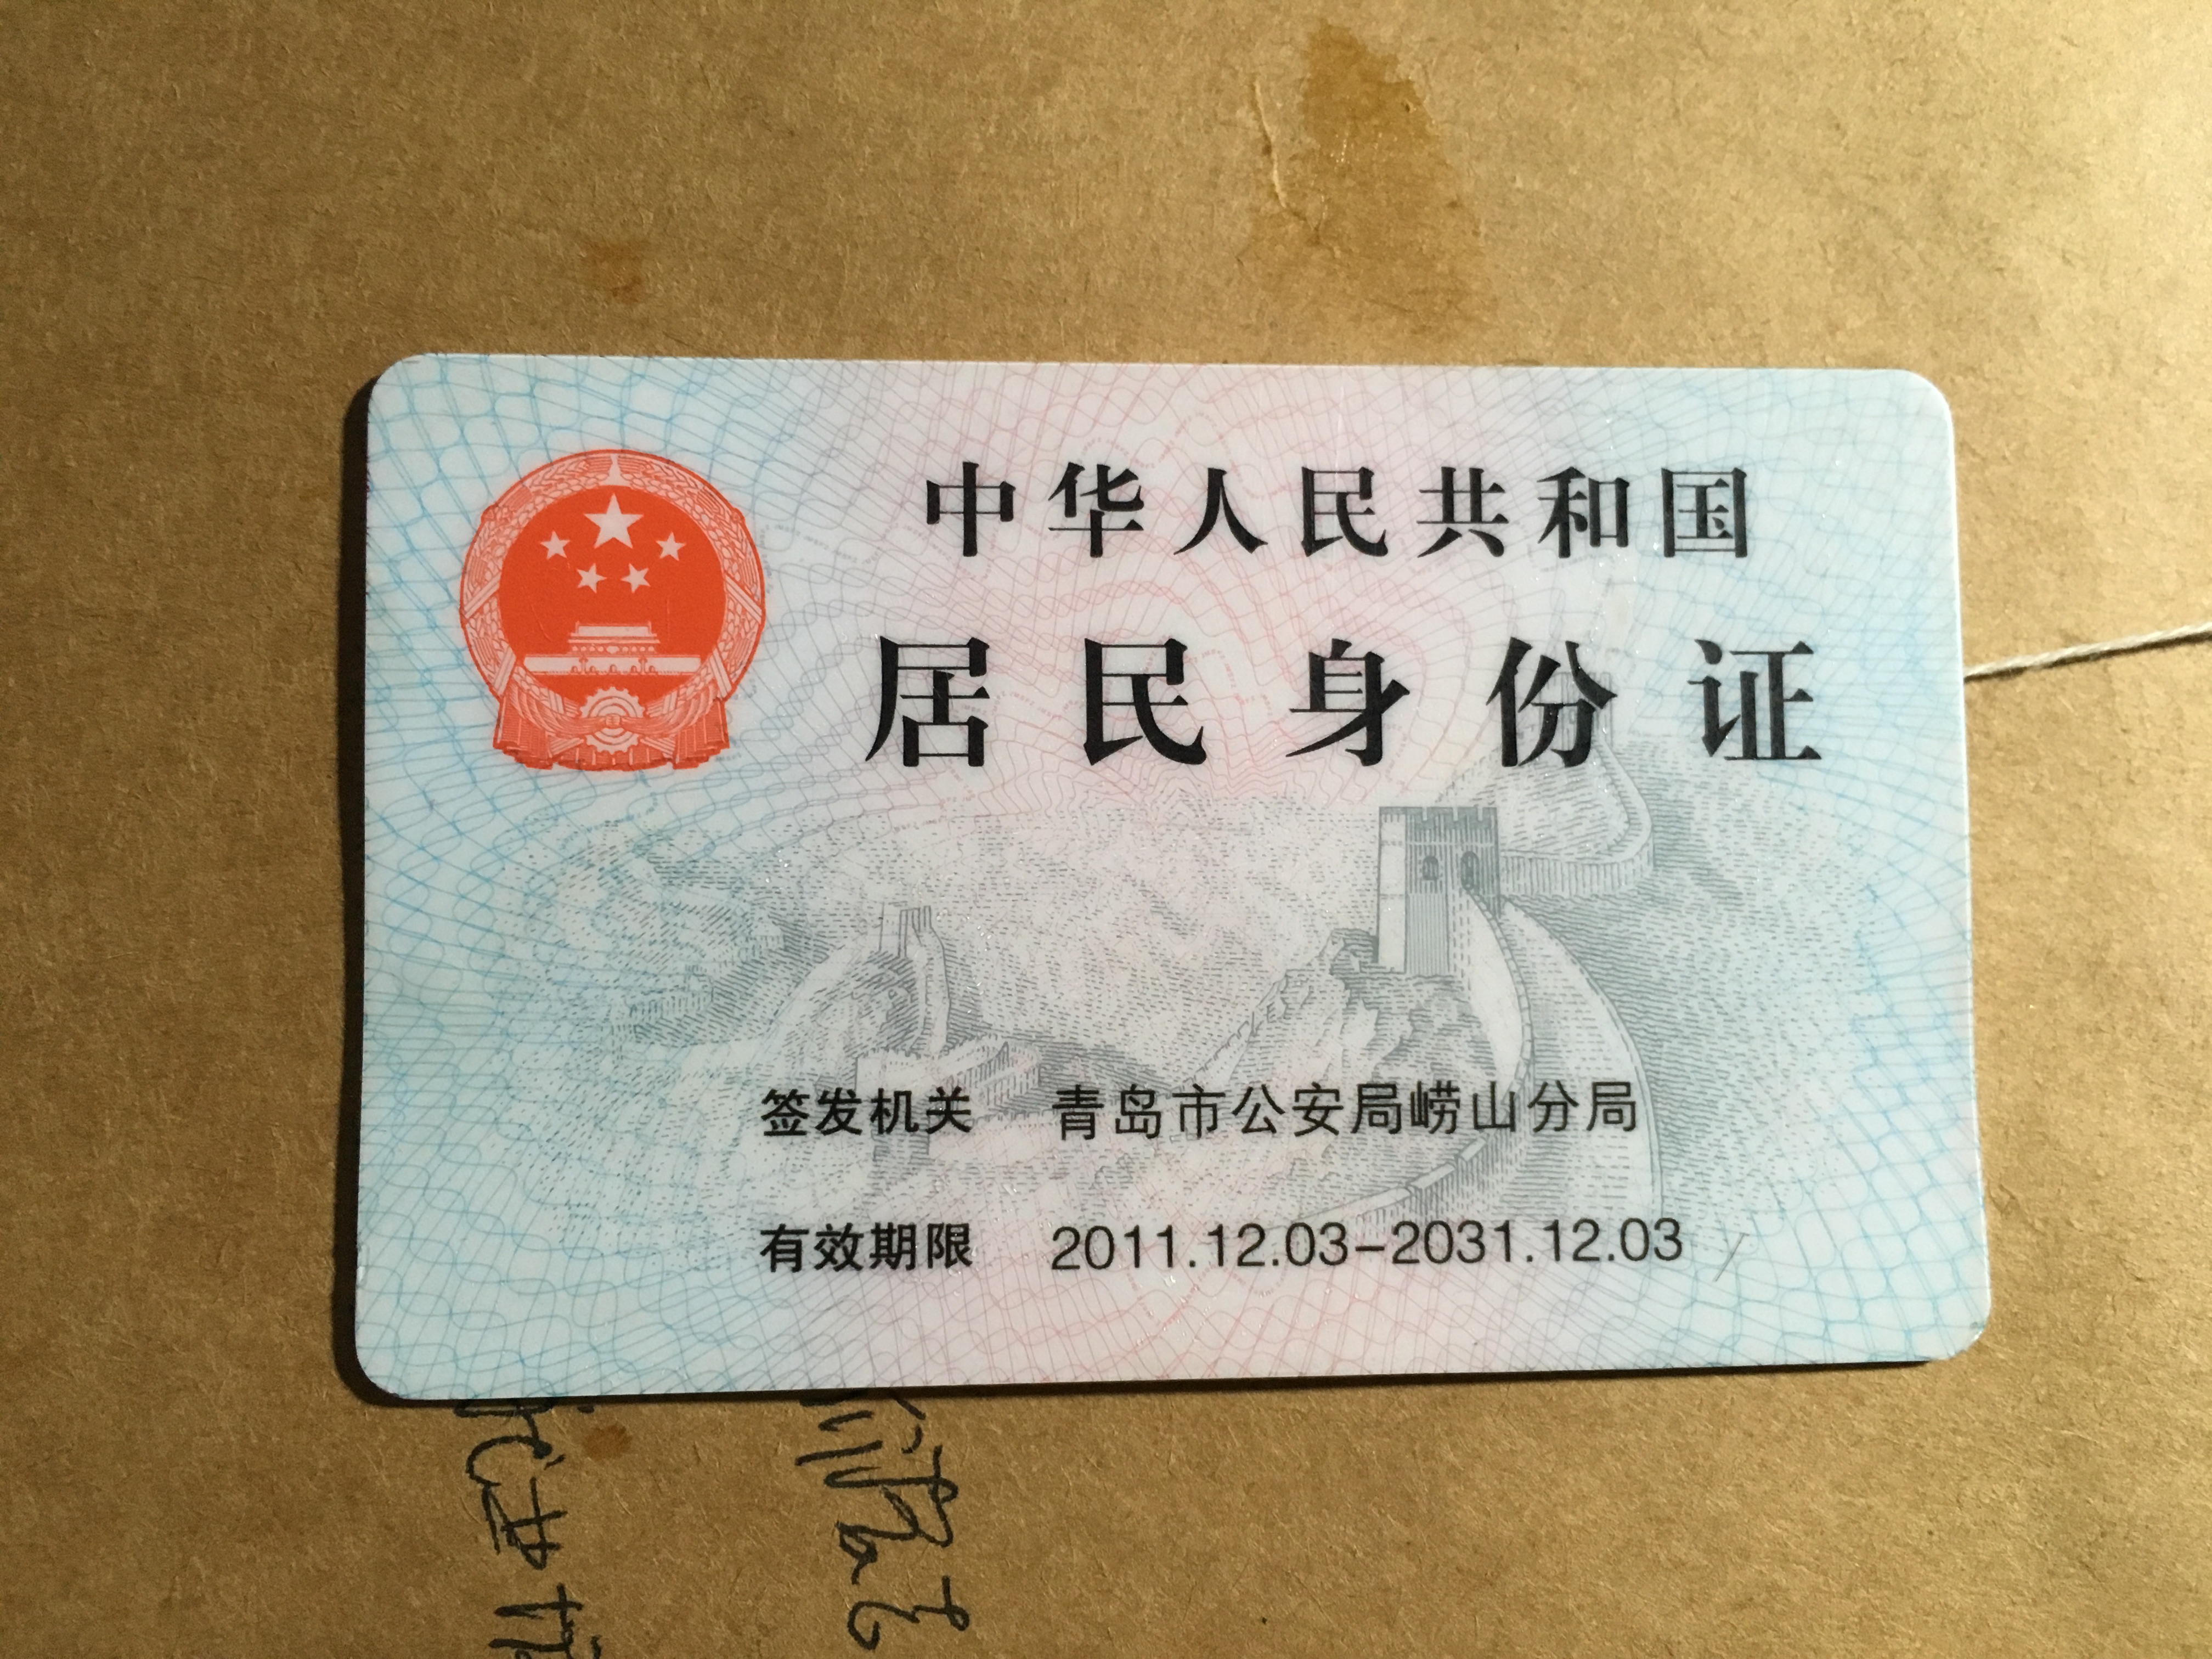 中华人民共和国
居民身份证
签发机关 青岛市公安局崂山分局
有效期限 2011.12.03-2031.12.03